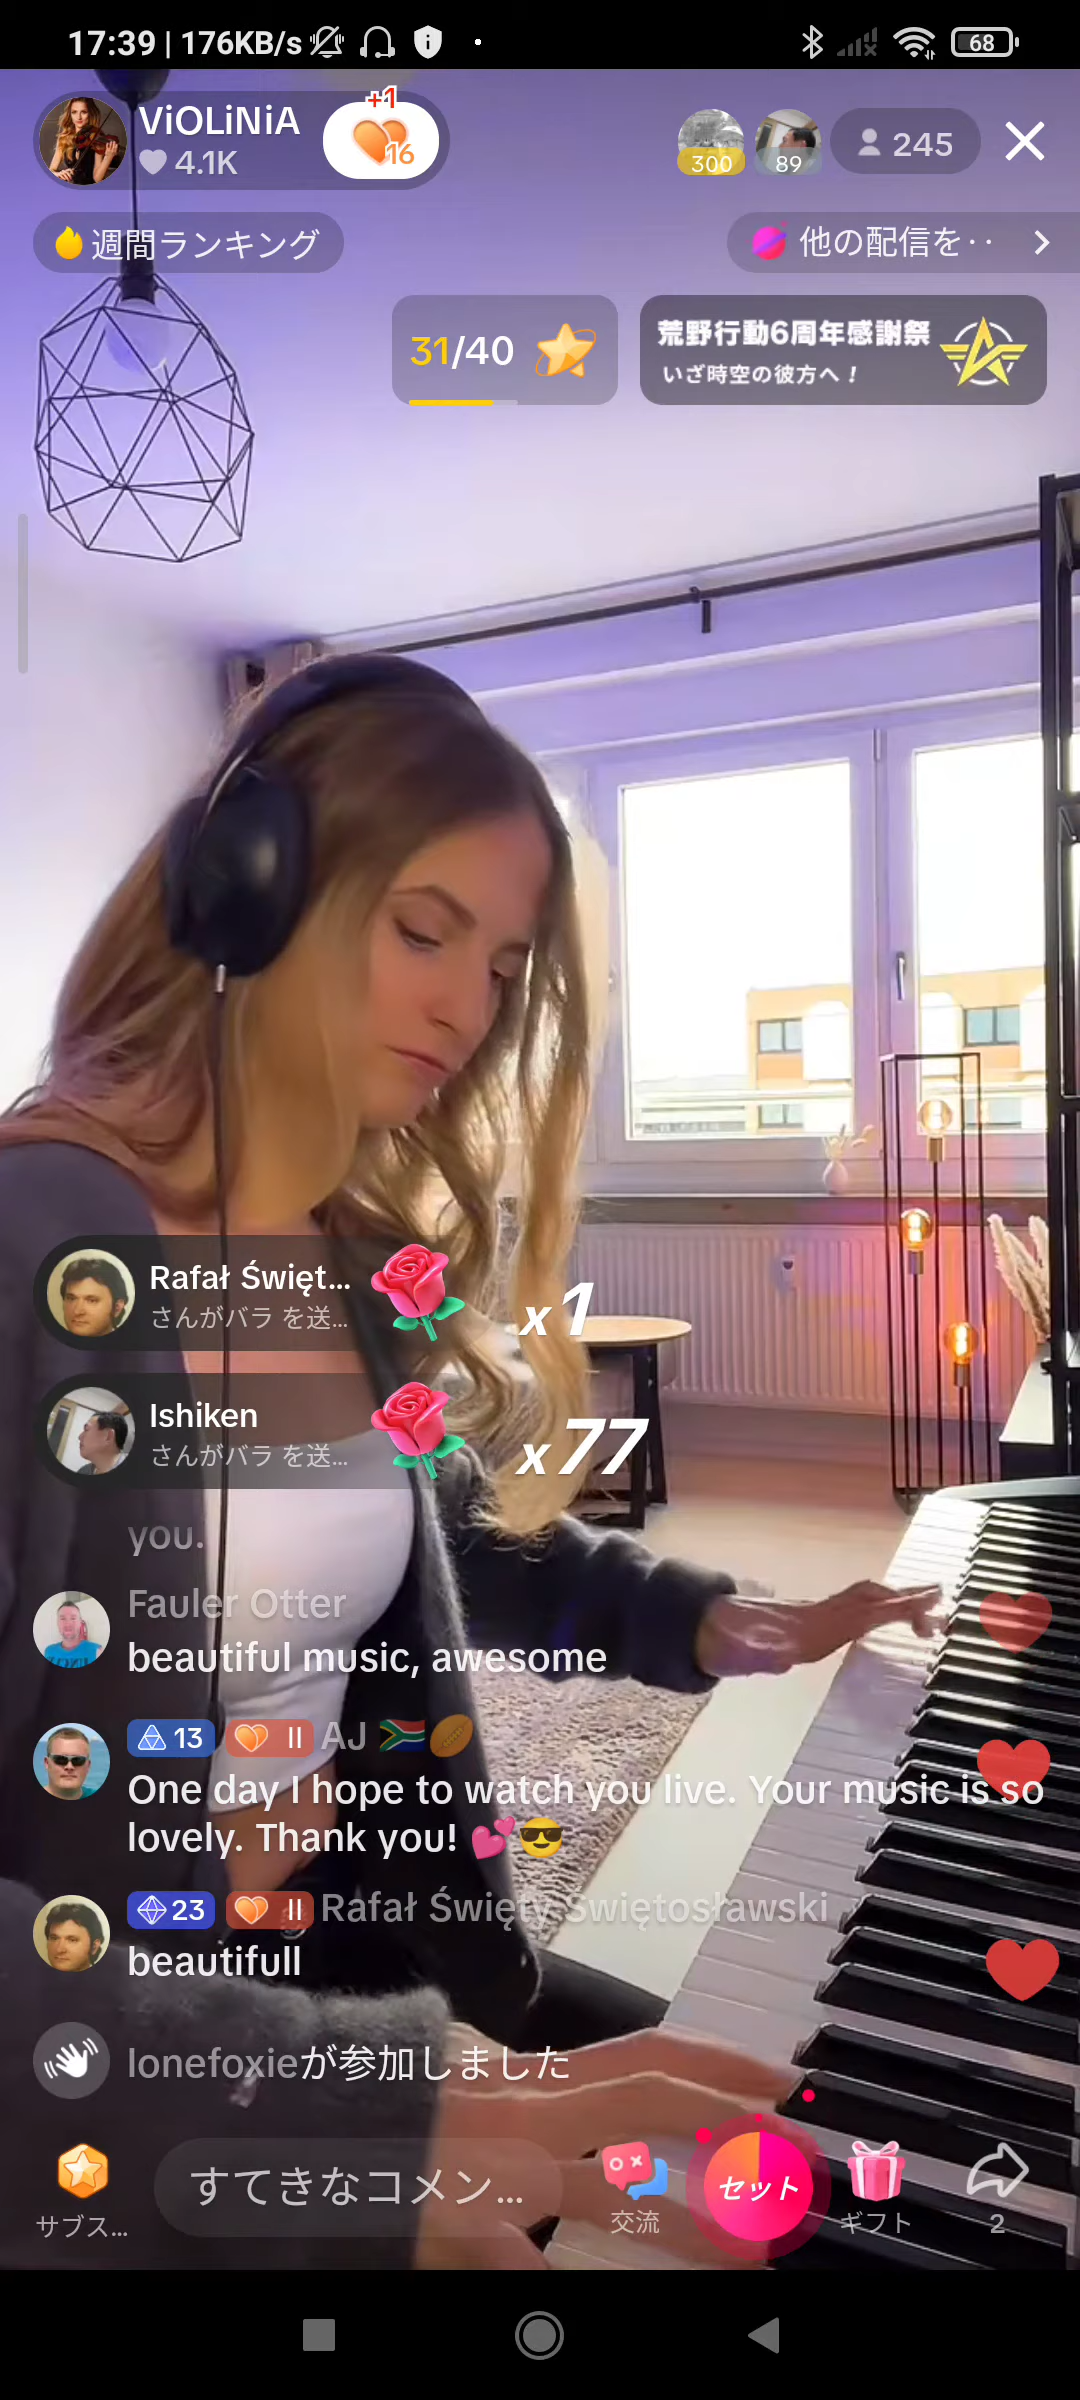 17:39 | 176KB/s
68
ViOLiNiA
4.1K
+1
16
300
89
245
週間ランキング
他の配信を‥
31/40
荒野行動6周年感謝祭
いざ時空の彼方へ！
Rafał Święt...
さんがバラ を送...
x1
Ishiken
さんがバラ を送...
x77
you.
Fauler Otter
beautiful music, awesome
13 II AJ 🇿🇦🏉
One day I hope to watch you live. Your music is so
lovely. Thank you! 💕😎
23 II Rafał Święty Świętosławski
beautifull
lonefoxieが参加しました
サブス...
すてきなコメン...
交流
セット
ギフト
2